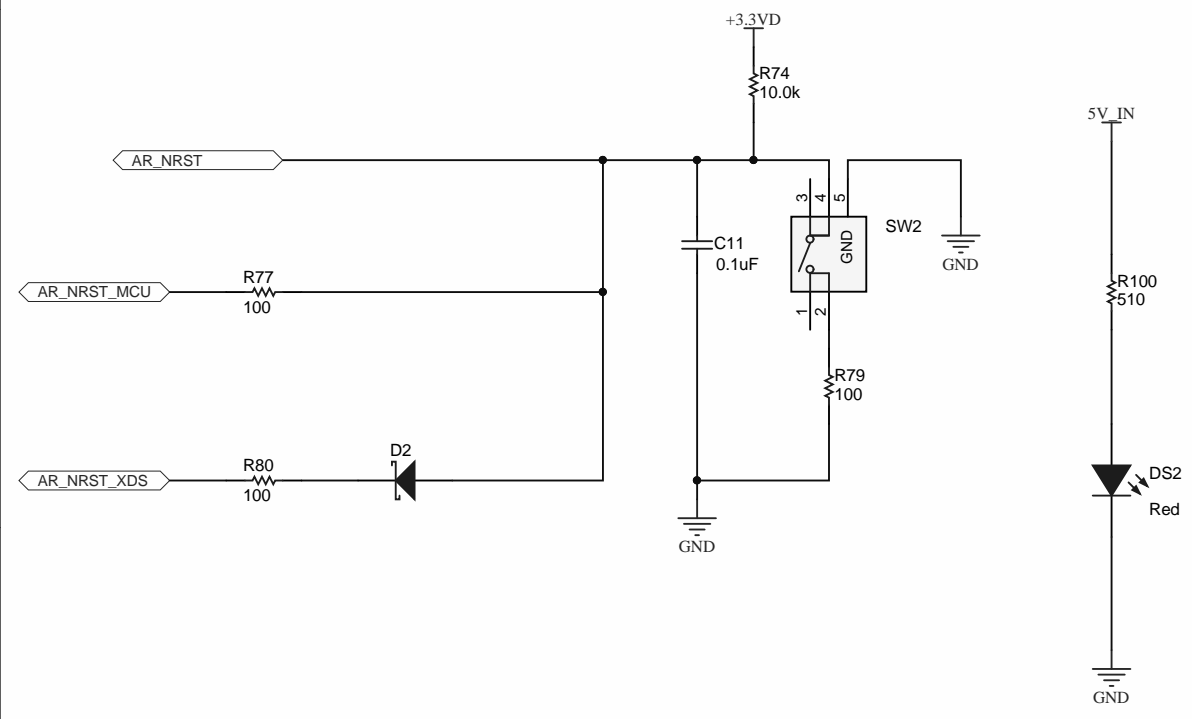 +3.3VD
R74
10.0k
5V_IN
AR_NRST
3
4
5
GND
SW2
GND
C11
0.1uF
R77
AR_NRST_MCU
100
R100
510
1
2
R79
100
D2
R80
AR_NRST_XDS
100
DS2
Red
GND
GND